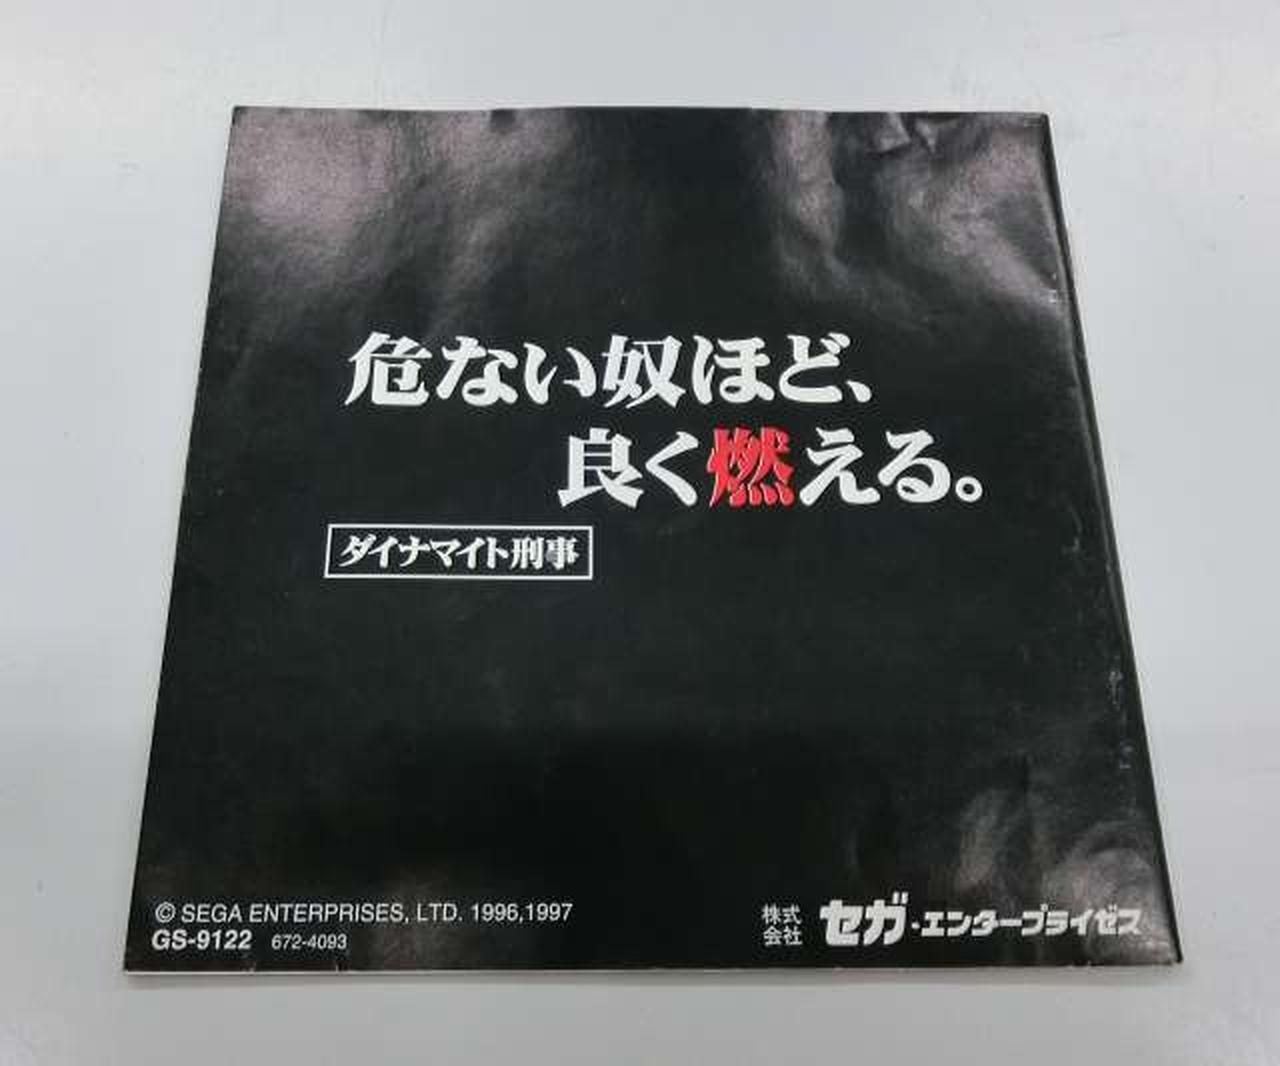 危ない奴ほど、
良く燃える。
ダイナマイト刑事
© SEGA ENTERPRISES, LTD. 1996,1997
GS-9122 672-4093
株式会社 セガ・エンタープライゼス